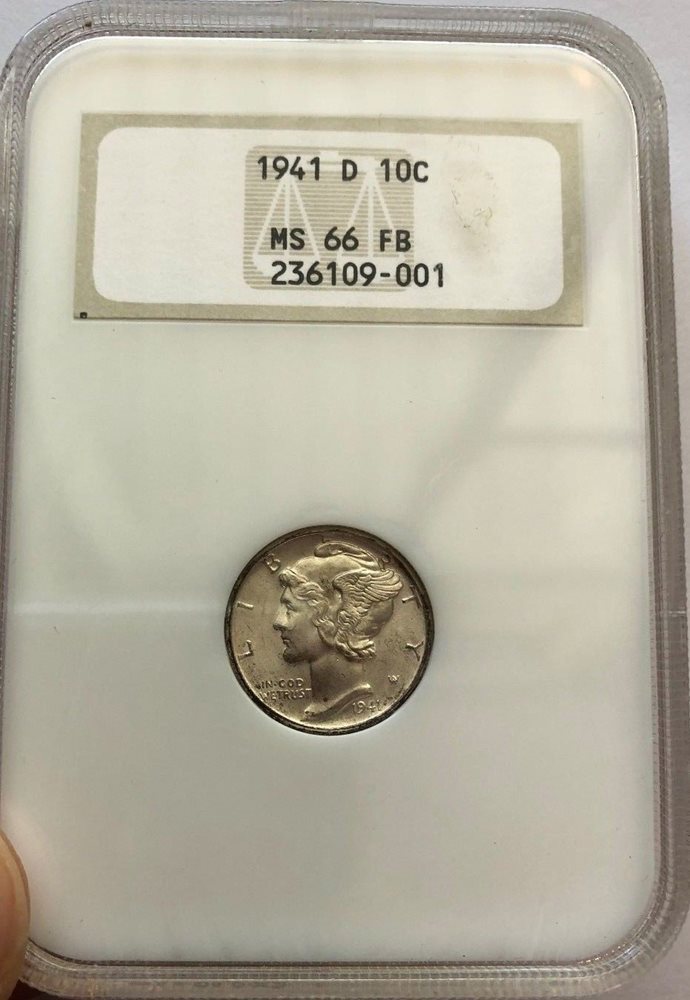 1941 D 10C
MS 66 FB
236109-001
LIBERTY
IN·GOD
WE TRUST
1941